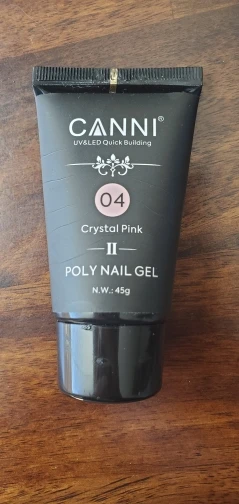 CANNI®
UV&LED Quick Building
04
Crystal Pink
II
POLY NAIL GEL
N.W.: 45g